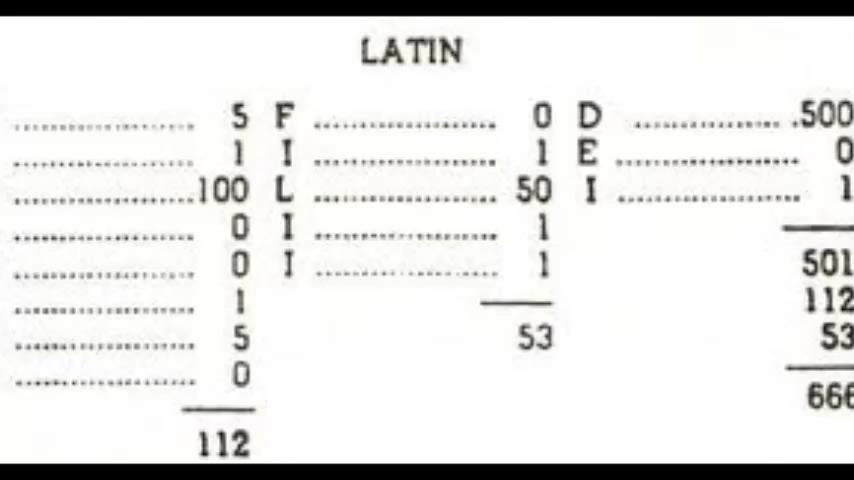 LATIN
5 F 0 D 500
1 I 1 E 0
100 L 50 I 1
0 I 1
0 I 1 501
1 112
5 53 53
0 666
112